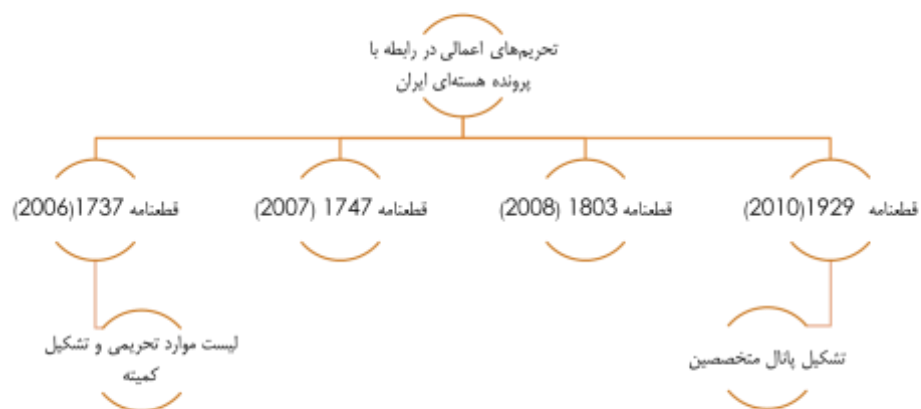 تحریم‌های اعمالی در رابطه با
پرونده هسته‌ای ایران
قطعنامه 1929(2010)
قطعنامه 1803 (2008)
قطعنامه 1747 (2007)
قطعنامه 1737(2006)
تشکیل پانال متخصصین
لیست موارد تحریمی و تشکیل
کمیته